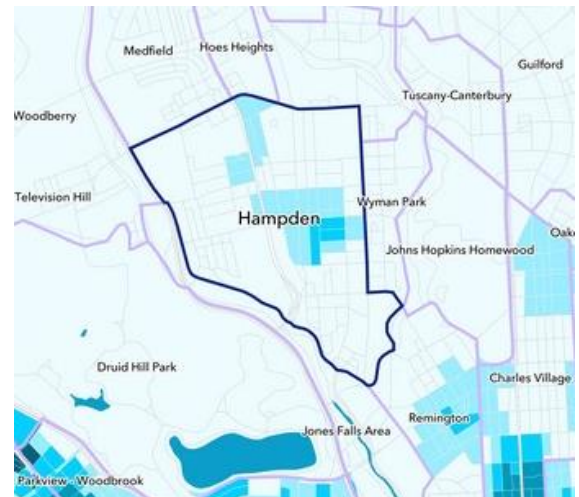 Medfield
Hoes Heights
Guilford
Tuscany-Canterbury
Woodberry
Television Hill
Wyman Park
Hampden
Oak
Johns Hopkins Homewood
Druid Hill Park
Charles Village
Remington
Jones Falls Area
Parkview - Woodbrook